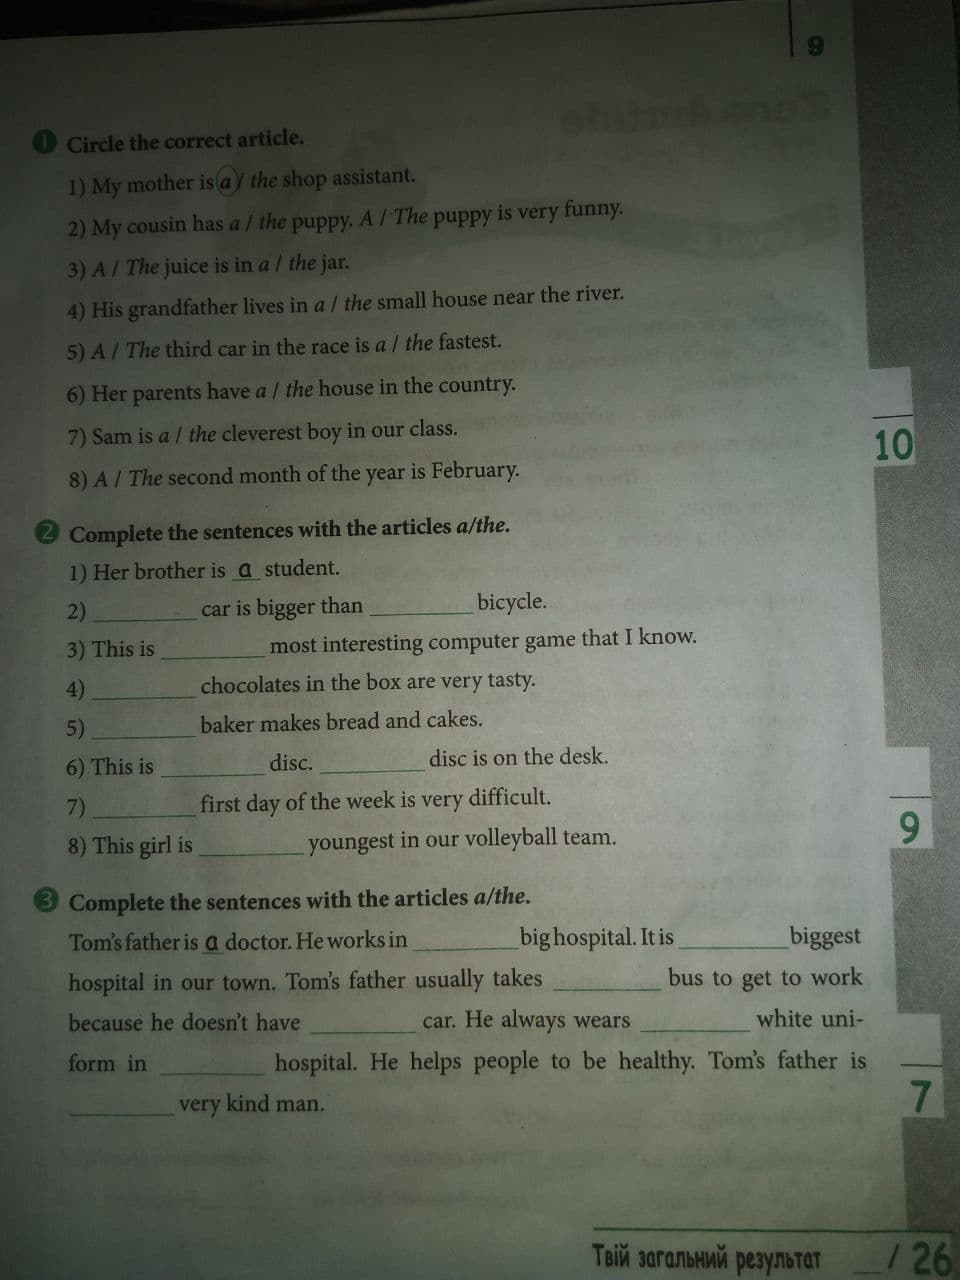 9
1 Circle the correct article.
1) My mother is a / the shop assistant.
2) My cousin has a / the puppy. A / The puppy is very funny.
3) A / The juice is in a / the jar.
4) His grandfather lives in a / the small house near the river.
5) A / The third car in the race is a / the fastest.
6) Her parents have a / the house in the country.
7) Sam is a / the cleverest boy in our class.
8) A / The second month of the year is February.
10
2 Complete the sentences with the articles a/the.
1) Her brother is a student.
2) ________ car is bigger than ________ bicycle.
3) This is ________ most interesting computer game that I know.
4) ________ chocolates in the box are very tasty.
5) ________ baker makes bread and cakes.
6) This is ________ disc. ________ disc is on the desk.
7) ________ first day of the week is very difficult.
8) This girl is ________ youngest in our volleyball team.
9
3 Complete the sentences with the articles a/the.
Tom's father is a doctor. He works in ________ big hospital. It is ________ biggest
hospital in our town. Tom's father usually takes ________ bus to get to work
because he doesn't have ________ car. He always wears ________ white uni-
form in ________ hospital. He helps people to be healthy. Tom's father is
________ very kind man.
7
Твій загальний результат __ / 26